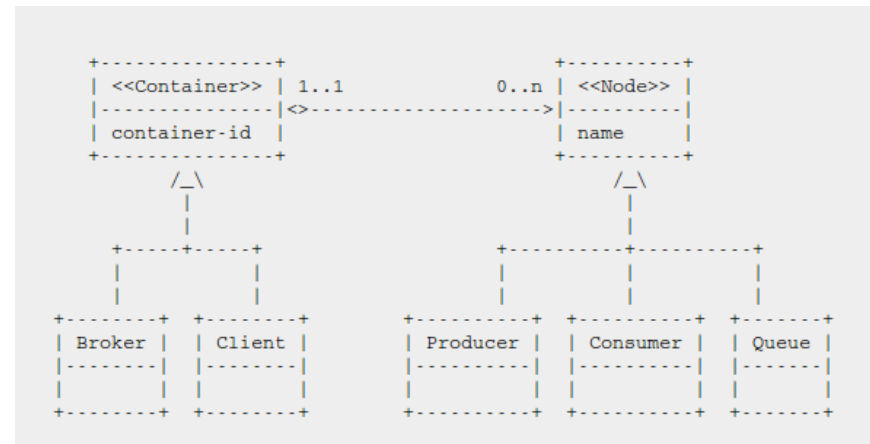 <<Container>> 1..1 0..n <<Node>>
container-id name
Broker Client Producer Consumer Queue